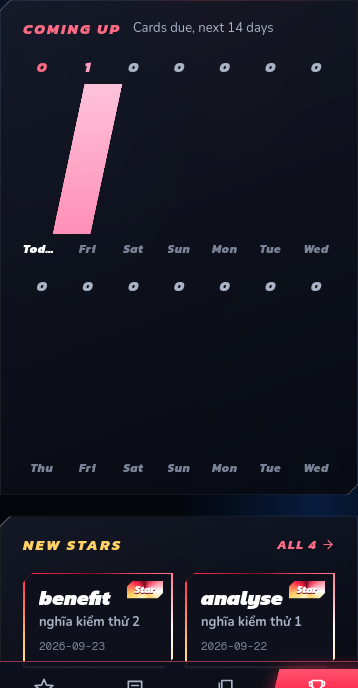 COMING UP Cards due, next 14 days
0 1 0 0 0 0 0
Tod... Fri Sat Sun Mon Tue Wed
0 0 0 0 0 0 0
Thu Fri Sat Sun Mon Tue Wed
NEW STARS ALL 4 →
benefit Star analyse Star
nghĩa kiểm thử 2 nghĩa kiểm thử 1
2026-09-23 2026-09-22